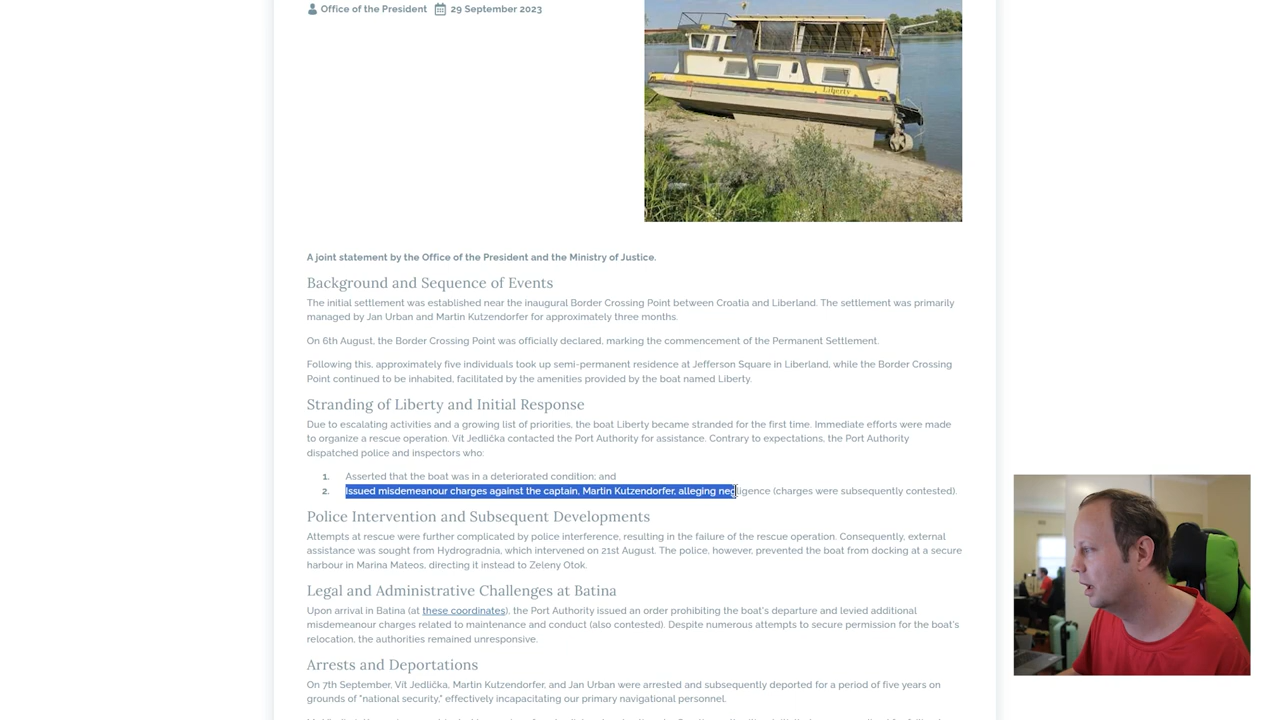 Office of the President 29 September 2023
Liberty
A joint statement by the Office of the President and the Ministry of Justice.
Background and Sequence of Events
The initial settlement was established near the inaugural Border Crossing Point between Croatia and Liberland. The settlement was primarily
managed by Jan Urban and Martin Kutzendorfer for approximately three months.
On 6th August, the Border Crossing Point was officially declared, marking the commencement of the Permanent Settlement.
Following this, approximately five individuals took up semi-permanent residence at Jefferson Square in Liberland, while the Border Crossing
Point continued to be inhabited, facilitated by the amenities provided by the boat named Liberty.
Stranding of Liberty and Initial Response
Due to escalating activities and a growing list of priorities, the boat Liberty became stranded for the first time. Immediate efforts were made
to organize a rescue operation. Vít Jedlička contacted the Port Authority for assistance. Contrary to expectations, the Port Authority
dispatched police and inspectors who:
1. Asserted that the boat was in a deteriorated condition; and
2. Issued misdemeanour charges against the captain, Martin Kutzendorfer, alleging negligence (charges were subsequently contested).
Police Intervention and Subsequent Developments
Attempts at rescue were further complicated by police interference, resulting in the failure of the rescue operation. Consequently, external
assistance was sought from Hydrogradnia, which intervened on 21st August. The police, however, prevented the boat from docking at a secure
harbour in Marina Mateos, directing it instead to Zeleny Otok.
Legal and Administrative Challenges at Batina
Upon arrival in Batina (at these coordinates), the Port Authority issued an order prohibiting the boat's departure and levied additional
misdemeanour charges related to maintenance and conduct (also contested). Despite numerous attempts to secure permission for the boat's
relocation, the authorities remained unresponsive.
Arrests and Deportations
On 7th September, Vít Jedlička, Martin Kutzendorfer, and Jan Urban were arrested and subsequently deported for a period of five years on
grounds of "national security," effectively incapacitating our primary navigational personnel.